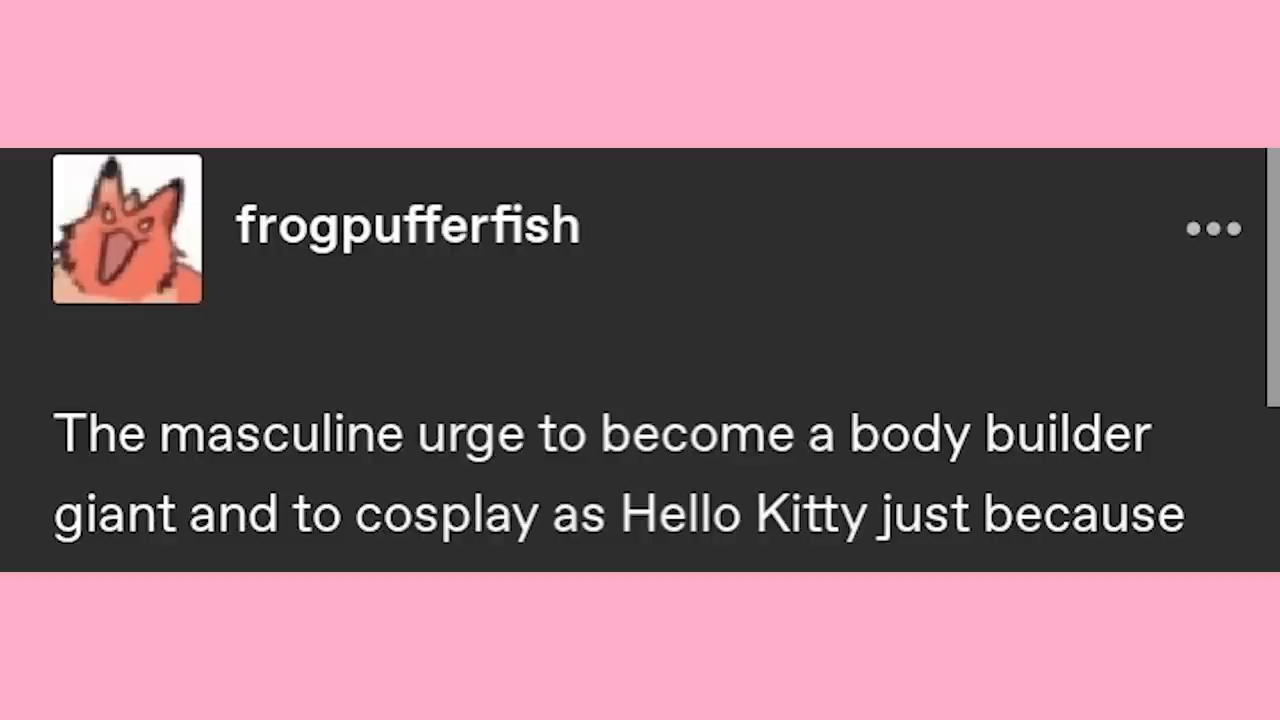 frogpufferfish
The masculine urge to become a body builder
giant and to cosplay as Hello Kitty just because